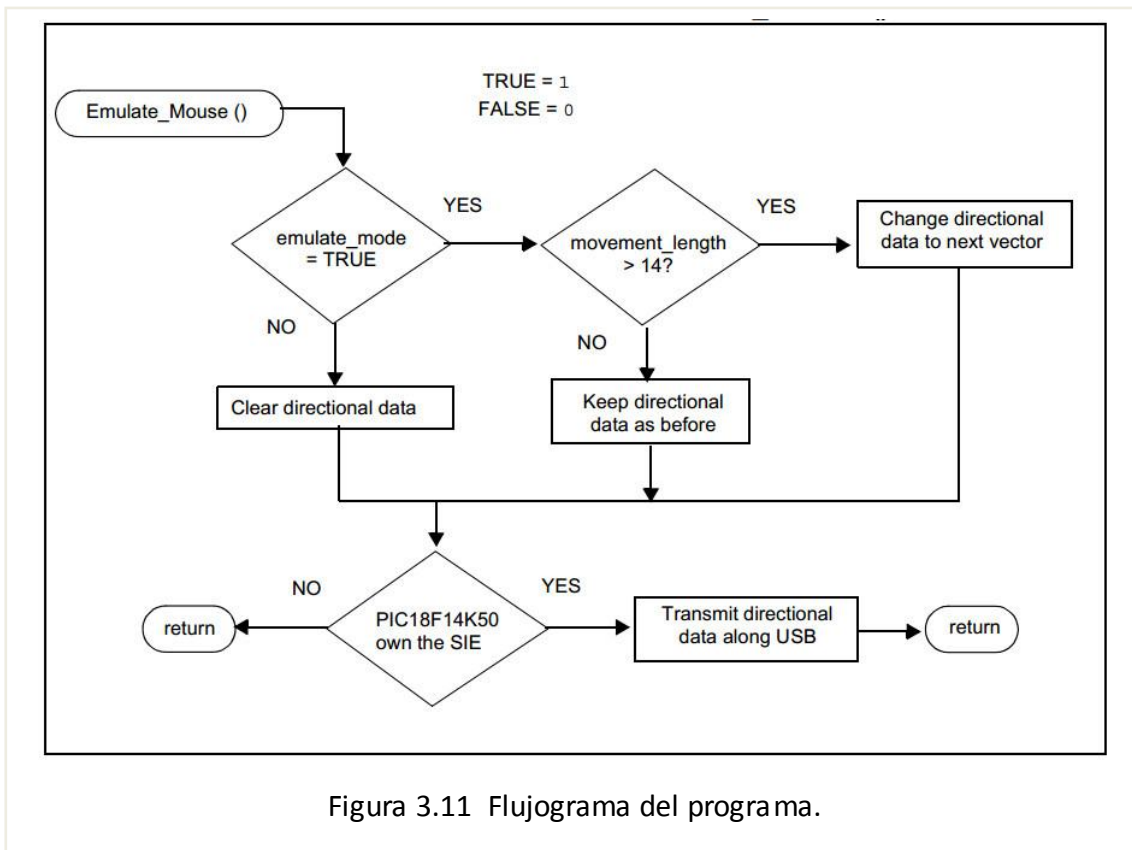 TRUE = 1
FALSE = 0
Emulate_Mouse ()
emulate_mode
= TRUE
YES
NO
movement_length
> 14?
YES
NO
Change directional
data to next vector
Clear directional data
Keep directional
data as before
PIC18F14K50
own the SIE
NO
YES
return
Transmit directional
data along USB
return
Figura 3.11 Flujograma del programa.